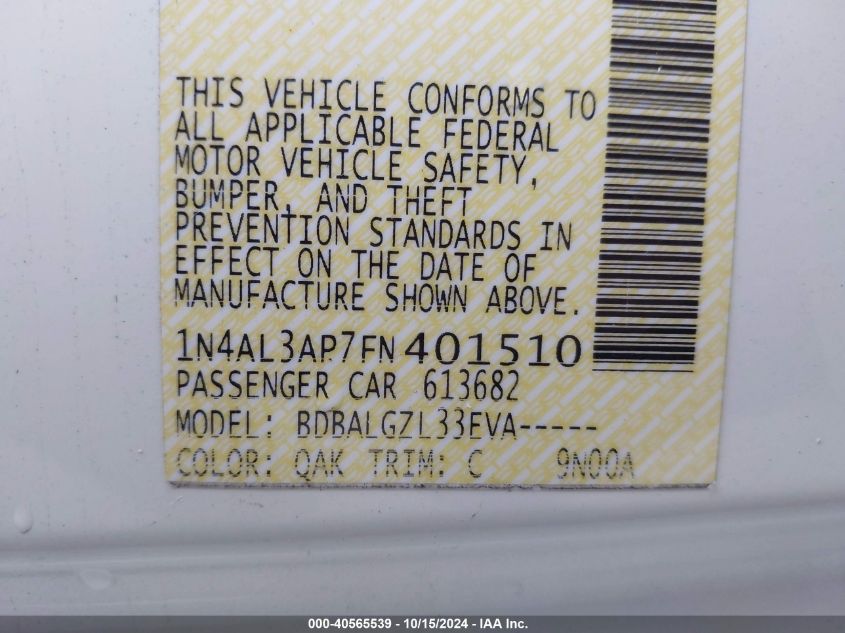 THIS VEHICLE CONFORMS TO
ALL APPLICABLE FEDERAL
MOTOR VEHICLE SAFETY,
BUMPER, AND THEFT
PREVENTION STANDARDS IN
EFFECT ON THE DATE OF
MANUFACTURE SHOWN ABOVE.
1N4AL3AP7FN401510
PASSENGER CAR 613682
MODEL: BDBALGZL33EVA-----
COLOR: QAK TRIM: C 9N00A
000-40565539 - 10/15/2024 - IAA Inc.